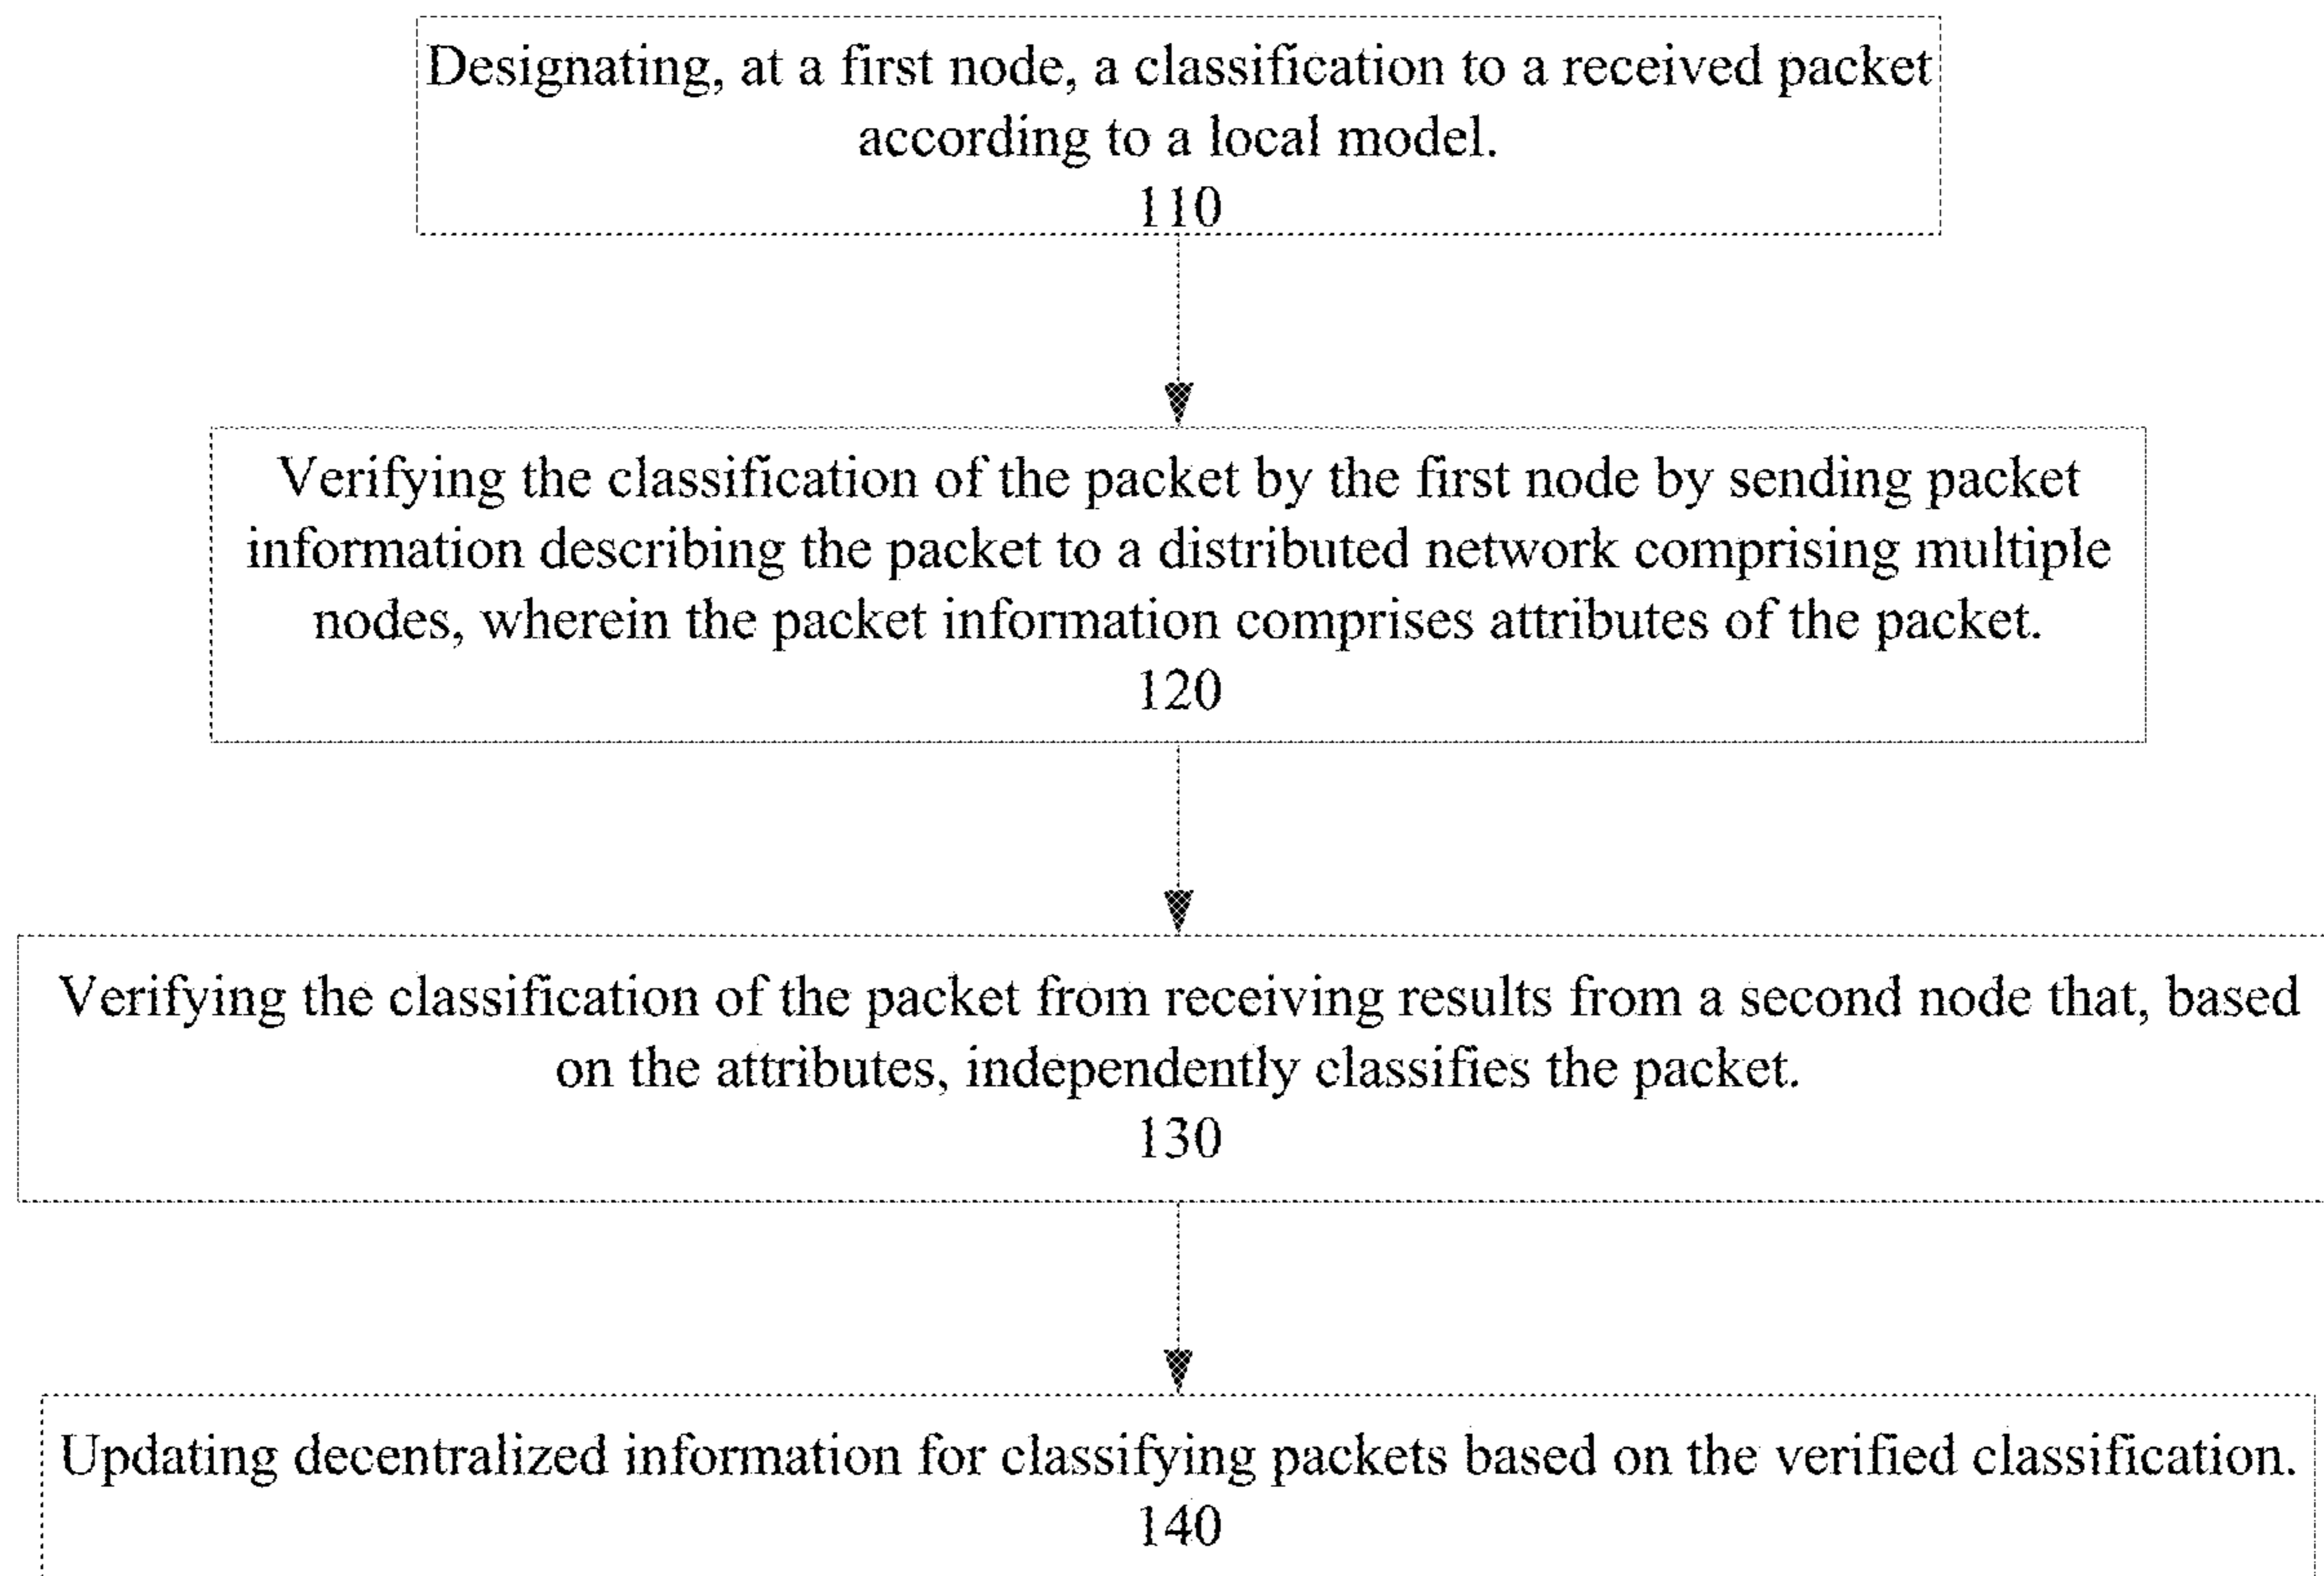 Designating, at a first node, a classification to a received packet
according to a local model.
110
Verifying the classification of the packet by the first node by sending packet
information describing the packet to a distributed network comprising multiple
nodes, wherein the packet information comprises attributes of the packet.
120
Verifying the classification of the packet from receiving results from a second node that, based
on the attributes, independently classifies the packet.
130
Updating decentralized information for classifying packets based on the verified classification.
140